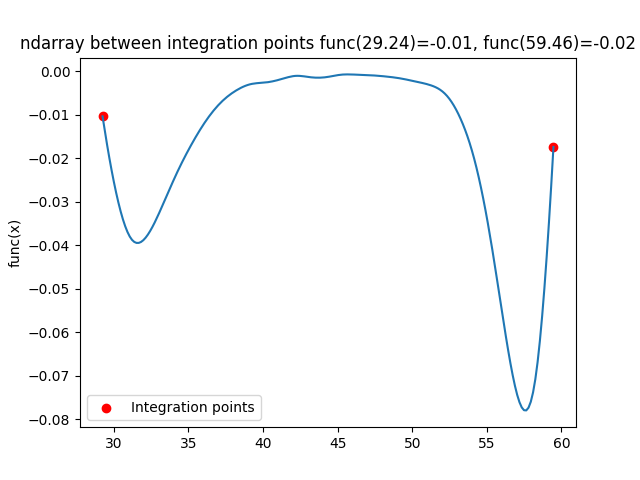 ndarray between integration points func(29.24)=-0.01, func(59.46)=-0.02
0.00
−0.01
−0.02
−0.03
−0.04
−0.05
−0.06
−0.07
−0.08
func(x)
Integration points
30 35 40 45 50 55 60